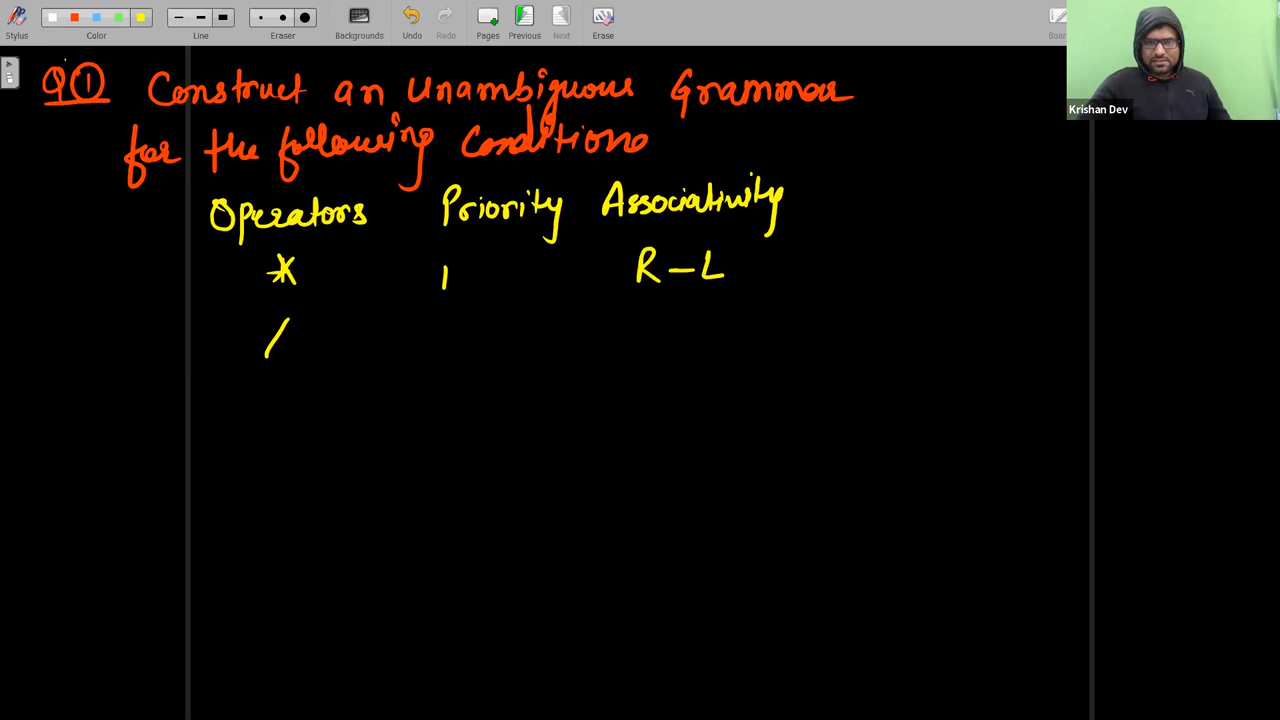 Stylus Color Line Eraser Backgrounds Undo Redo Pages Previous Next Erase
Krishan Dev
Q① Construct an Unambiguous Grammar
for the following Conditions
Operators Priority Associativity
* 1 R-L
/